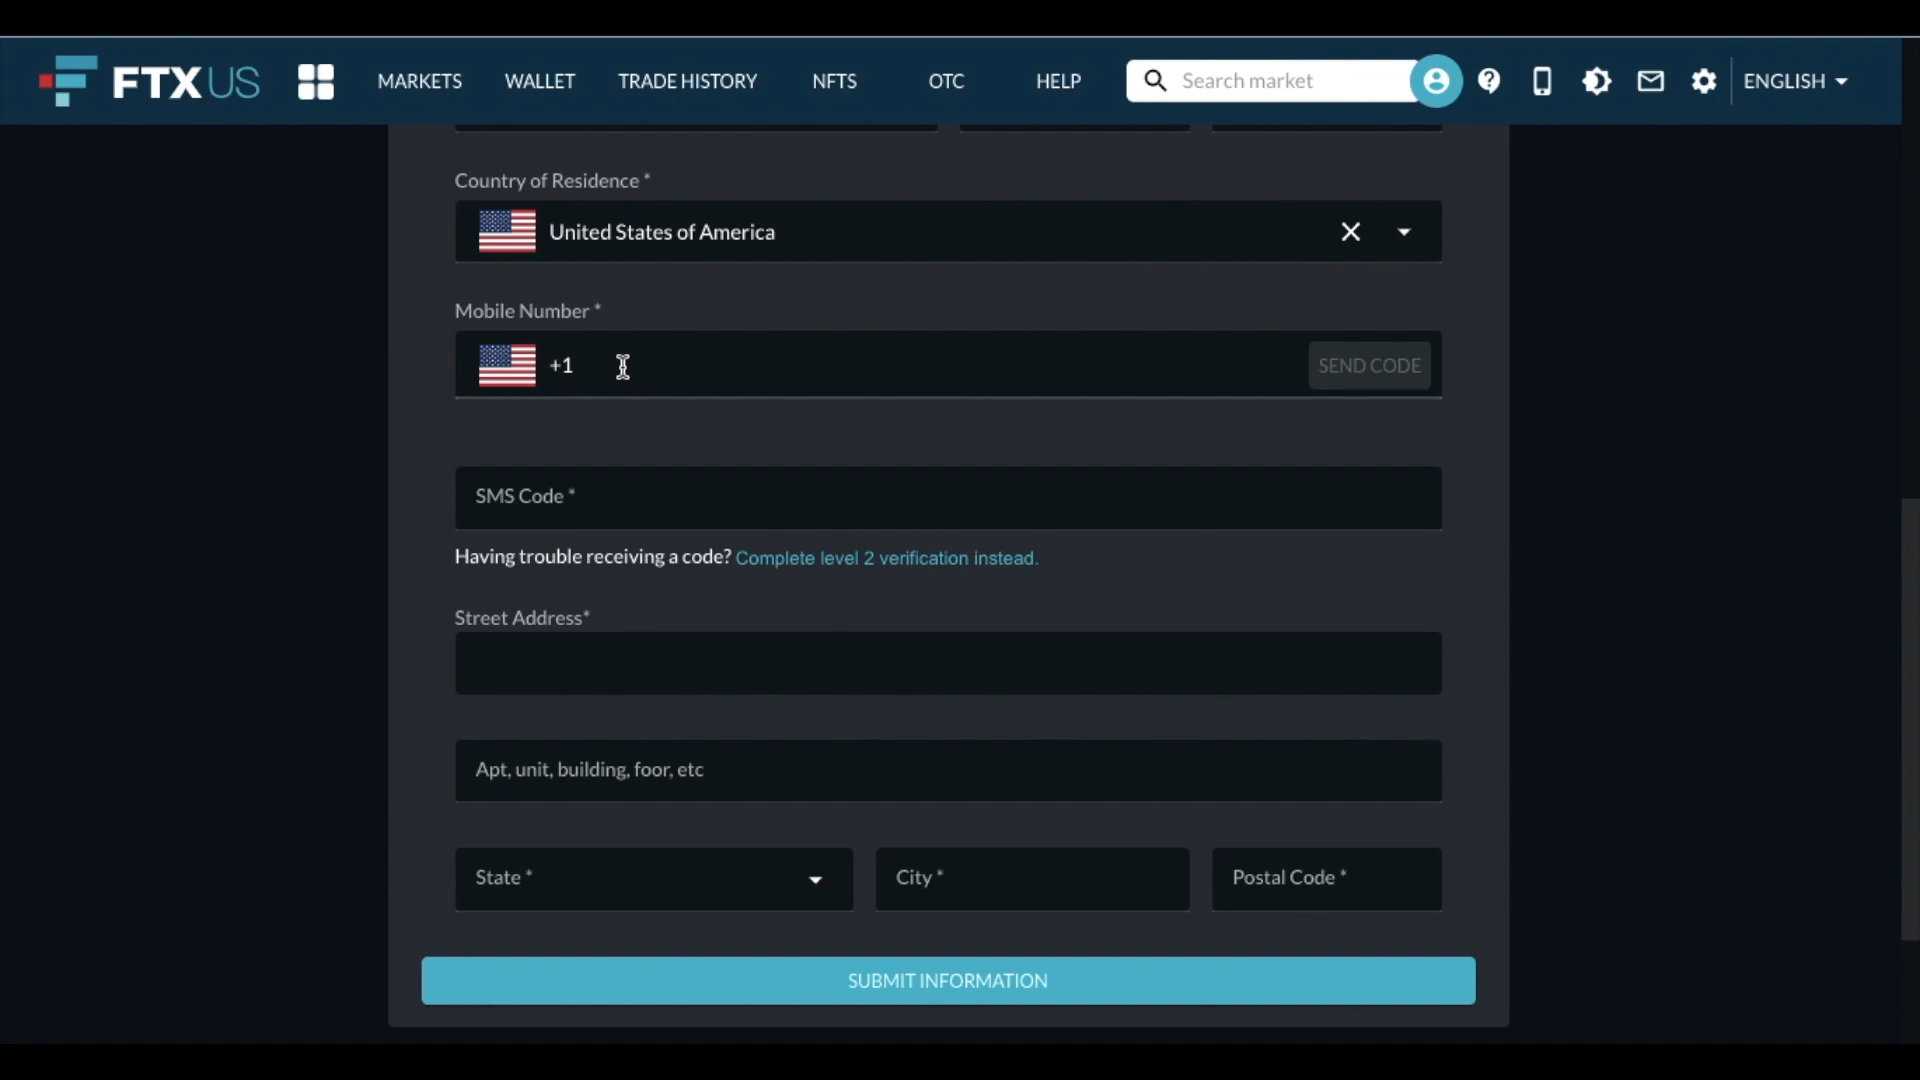 FTX US MARKETS WALLET TRADE HISTORY NFTS OTC HELP Search market ENGLISH
Country of Residence *
United States of America
Mobile Number *
+1 SEND CODE
SMS Code *
Having trouble receiving a code? Complete level 2 verification instead.
Street Address*
Apt, unit, building, foor, etc
State * City * Postal Code *
SUBMIT INFORMATION